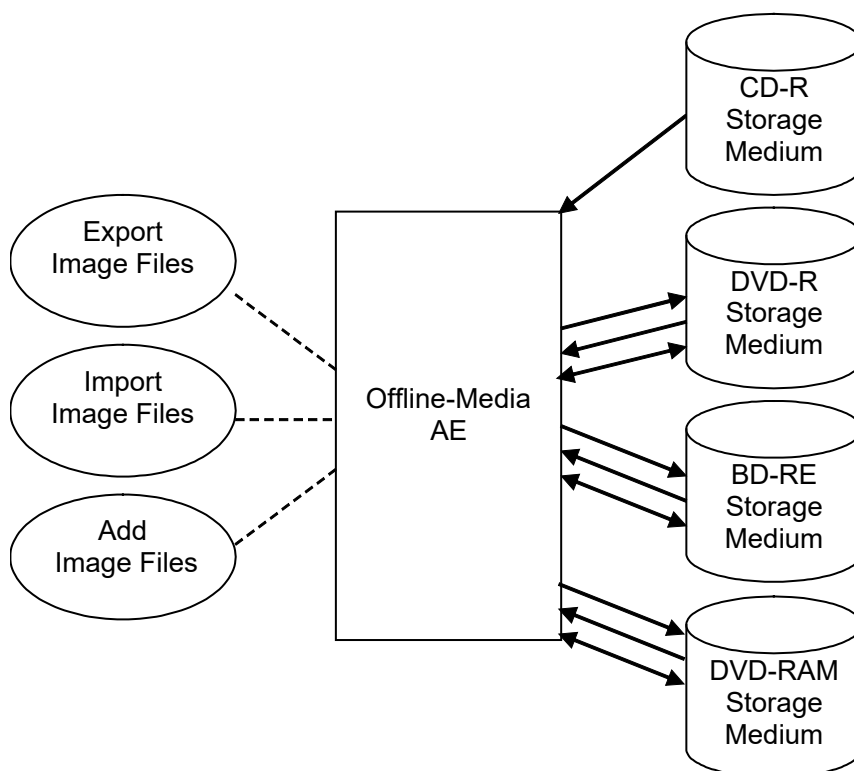 Export
Image Files
Import
Image Files
Add
Image Files
Offline-Media
AE
CD-R
Storage
Medium
DVD-R
Storage
Medium
BD-RE
Storage
Medium
DVD-RAM
Storage
Medium